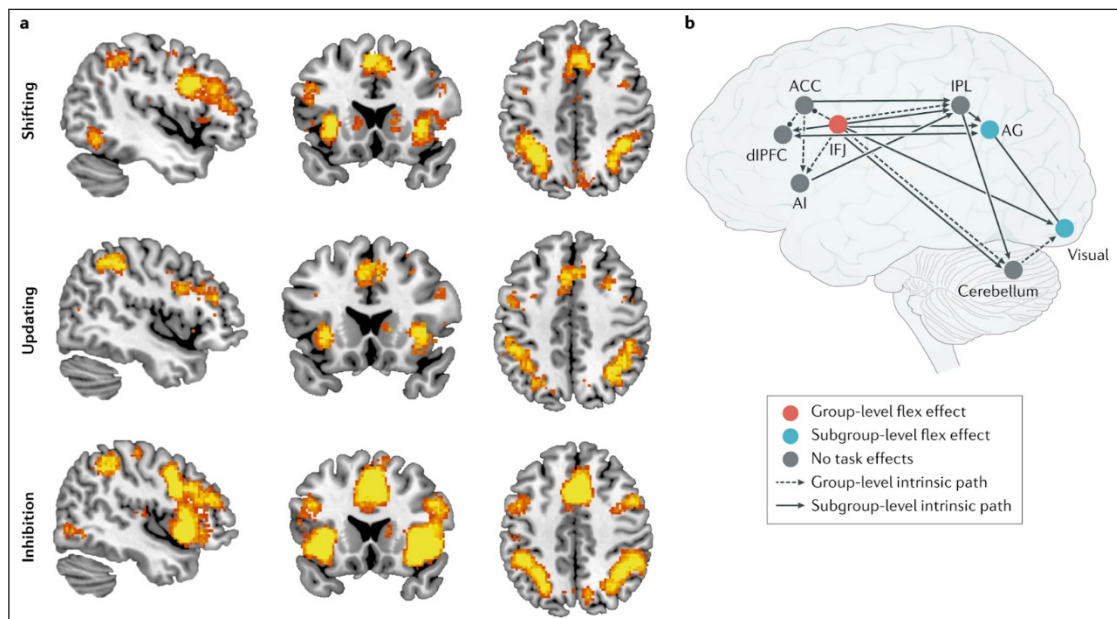 a
Shifting
Updating
Inhibition
b
ACC
IPL
AG
dlPFC
IFJ
AI
Visual
Cerebellum
Group-level flex effect
Subgroup-level flex effect
No task effects
Group-level intrinsic path
Subgroup-level intrinsic path